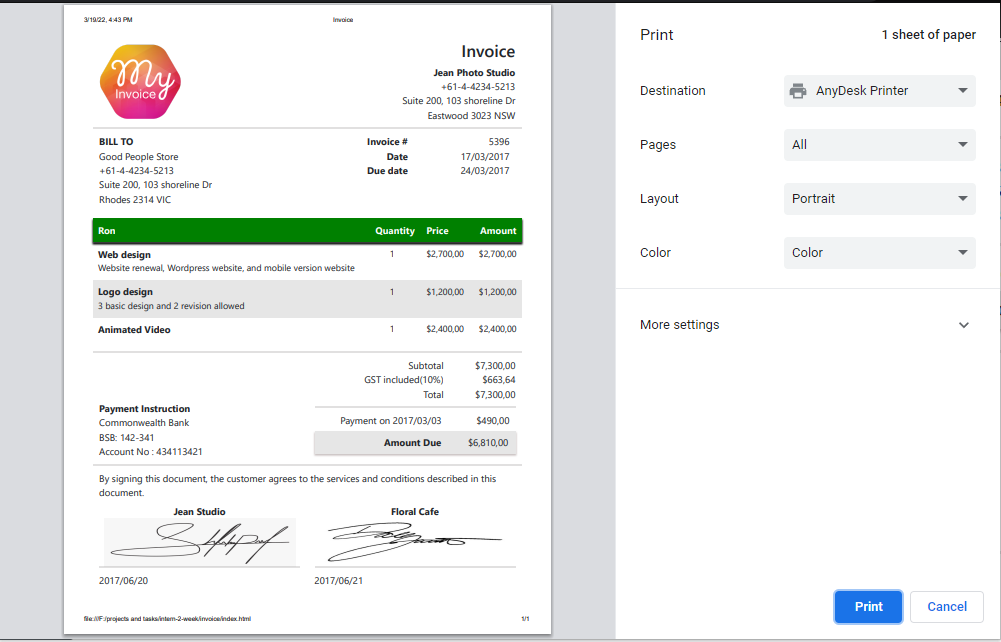 3/19/22, 4:43 PM Invoice
My
Invoice
Invoice
Jean Photo Studio
+61-4-4234-5213
Suite 200, 103 shoreline Dr
Eastwood 3023 NSW
BILL TO
Good People Store
+61-4-4234-5213
Suite 200, 103 shoreline Dr
Rhodes 2314 VIC
Invoice # 5396
Date 17/03/2017
Due date 24/03/2017
Ron Quantity Price Amount
Web design 1 $2,700,00 $2,700,00
Website renewal, Wordpress website, and mobile version website
Logo design 1 $1,200,00 $1,200,00
3 basic design and 2 revision allowed
Animated Video 1 $2,400,00 $2,400,00
Subtotal $7,300,00
GST included(10%) $663,64
Total $7,300,00
Payment on 2017/03/03 $490,00
Amount Due $6,810,00
Payment Instruction
Commonwealth Bank
BSB: 142-341
Account No : 434113421
By signing this document, the customer agrees to the services and conditions described in this
document.
Jean Studio Floral Cafe
2017/06/20 2017/06/21
file:///F:/projects and tasks/intern-2-week/invoice/index.html 1/1
Print 1 sheet of paper
Destination AnyDesk Printer
Pages All
Layout Portrait
Color Color
More settings
Print Cancel